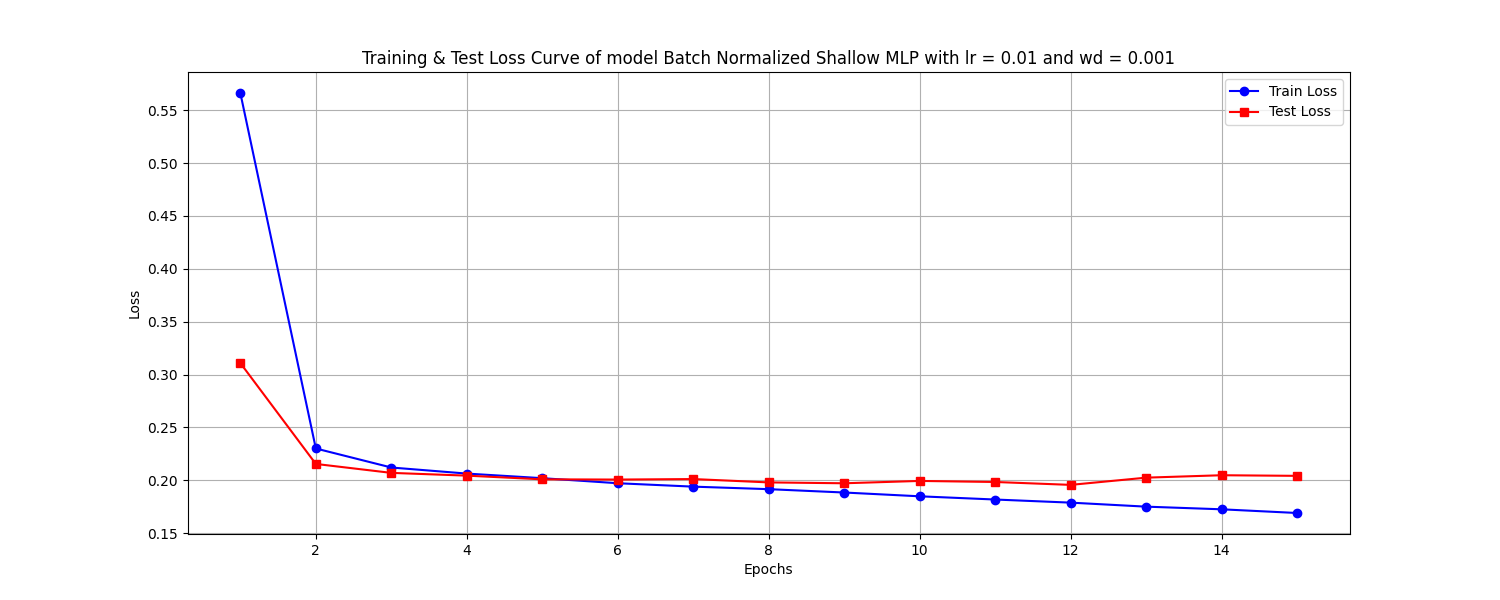 Training & Test Loss Curve of model Batch Normalized Shallow MLP with lr = 0.01 and wd = 0.001
Train Loss
Test Loss
0.55
0.50
0.45
0.40
0.35
0.30
0.25
0.20
0.15
Loss
2 4 6 8 10 12 14
Epochs